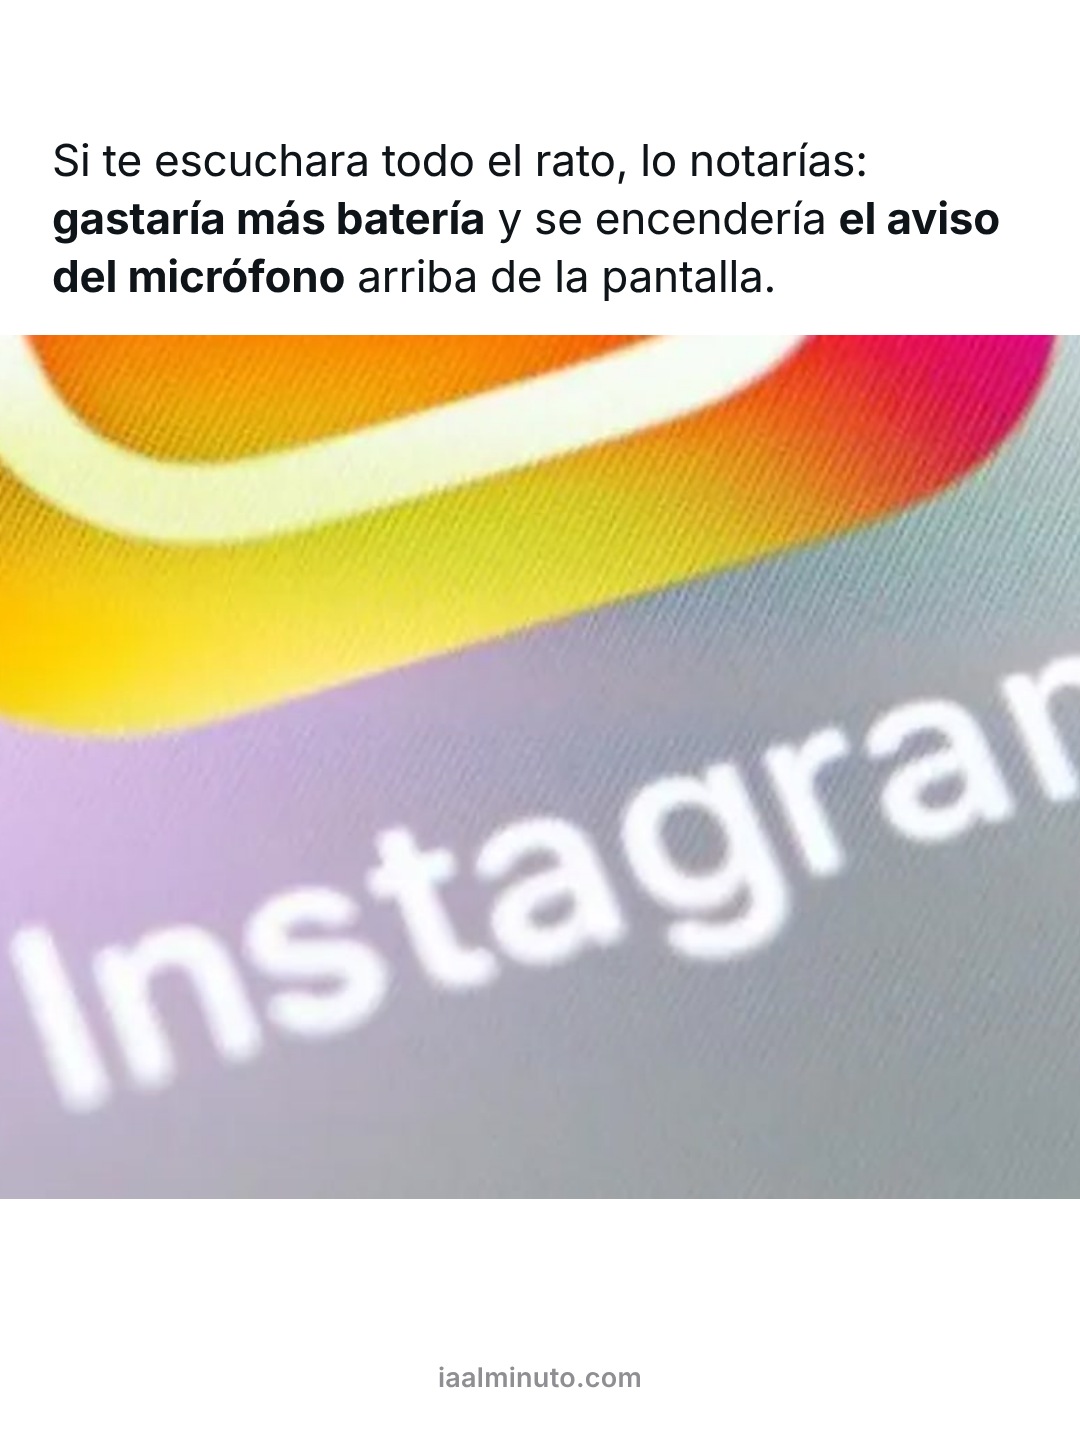 Si te escuchara todo el rato, lo notarías:
gastaría más batería y se encendería el aviso
del micrófono arriba de la pantalla.
Instagra
iaalminuto.com